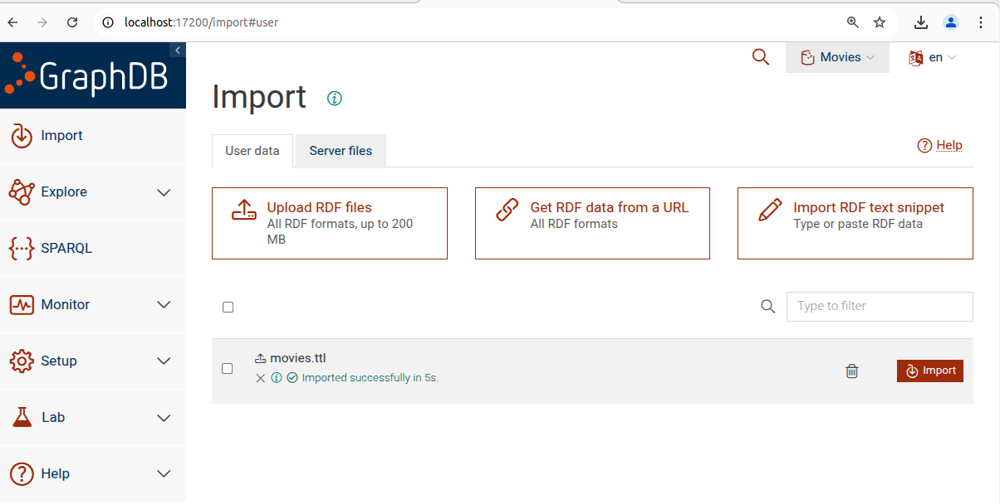 localhost:17200/import#user
GraphDB
Movies
en
Import
Import
User data
Server files
Help
Explore
Upload RDF files
All RDF formats, up to 200
MB
Get RDF data from a URL
All RDF formats
Import RDF text snippet
Type or paste RDF data
SPARQL
Monitor
Type to filter
Setup
movies.ttl
Imported successfully in 5s.
Import
Lab
Help